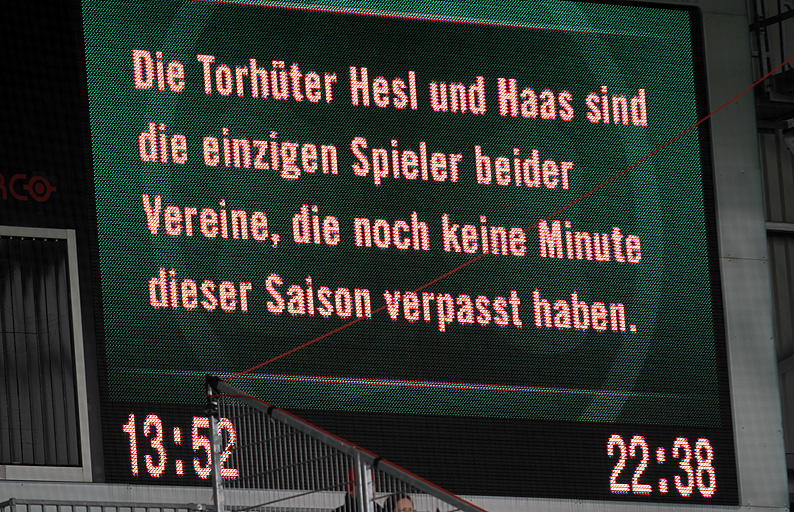 Die Torhüter Hesl und Haas sind
die einzigen Spieler beider
Vereine, die noch keine Minute
dieser Saison verpasst haben.
13:52
22:38